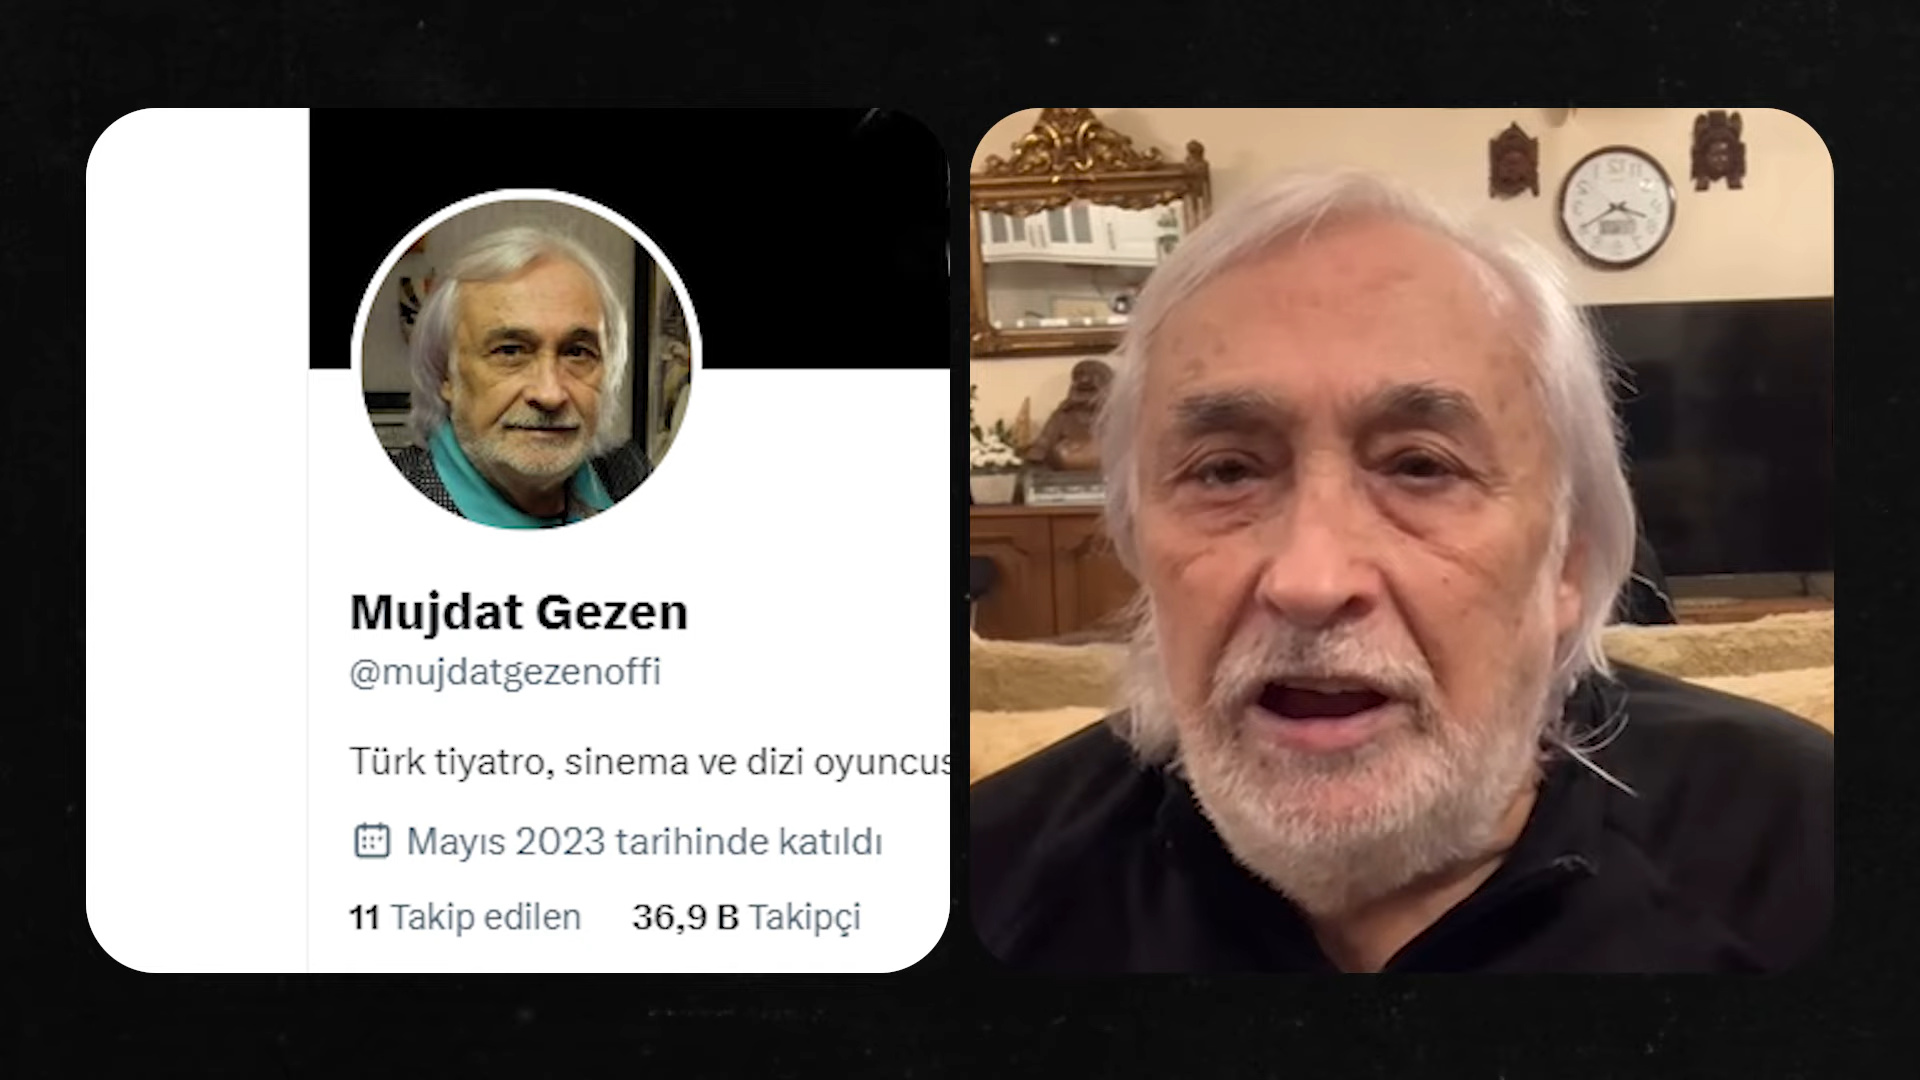 Mujdat Gezen
@mujdatgezenoffi
Türk tiyatro, sinema ve dizi oyuncus
Mayıs 2023 tarihinde katıldı
11 Takip edilen 36,9 B Takipçi